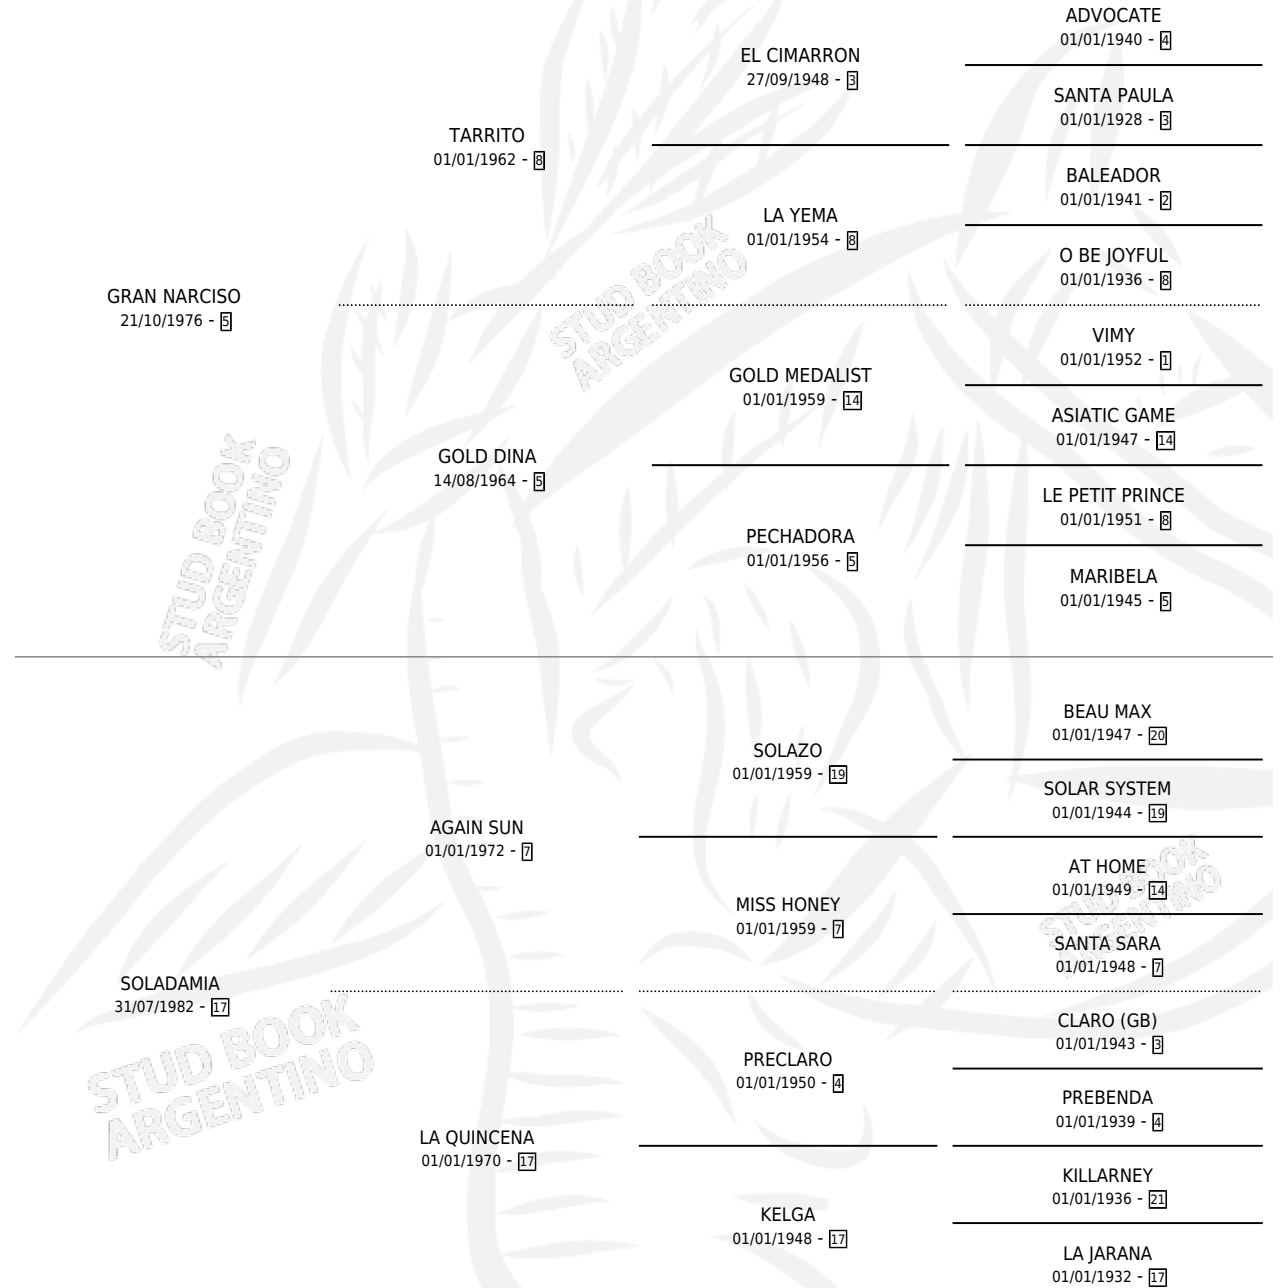 ADVOCATE
01/01/1940 - 4
EL CIMARRON
27/09/1948 - 3
SANTA PAULA
01/01/1928 - 3
TARRITO
01/01/1962 - 8
BALEADOR
01/01/1941 - 2
LA YEMA
01/01/1954 - 8
O BE JOYFUL
01/01/1936 - 8
GRAN NARCISO
21/10/1976 - 5
STUD BOOK
ARGENTINO
VIMY
01/01/1952 - 1
GOLD MEDALIST
01/01/1959 - 14
ASIATIC GAME
01/01/1947 - 14
GOLD DINA
14/08/1964 - 5
LE PETIT PRINCE
01/01/1951 - 8
PECHADORA
01/01/1956 - 5
MARIBELA
01/01/1945 - 5
STUD BOOK
ARGENTINO
BEAU MAX
01/01/1947 - 20
SOLAZO
01/01/1959 - 19
SOLAR SYSTEM
01/01/1944 - 19
AGAIN SUN
01/01/1972 - 7
AT HOME
01/01/1949 - 14
MISS HONEY
01/01/1959 - 7
SANTA SARA
01/01/1948 - 7
STUD BOOK
ARGENTINO
SOLADAMIA
31/07/1982 - 17
CLARO (GB)
01/01/1943 - 3
PRECLARO
01/01/1950 - 4
PREBENDA
01/01/1939 - 4
STUD BOOK
ARGENTINO
LA QUINCENA
01/01/1970 - 17
KILLARNEY
01/01/1936 - 21
KELGA
01/01/1948 - 17
LA JARANA
01/01/1932 - 17